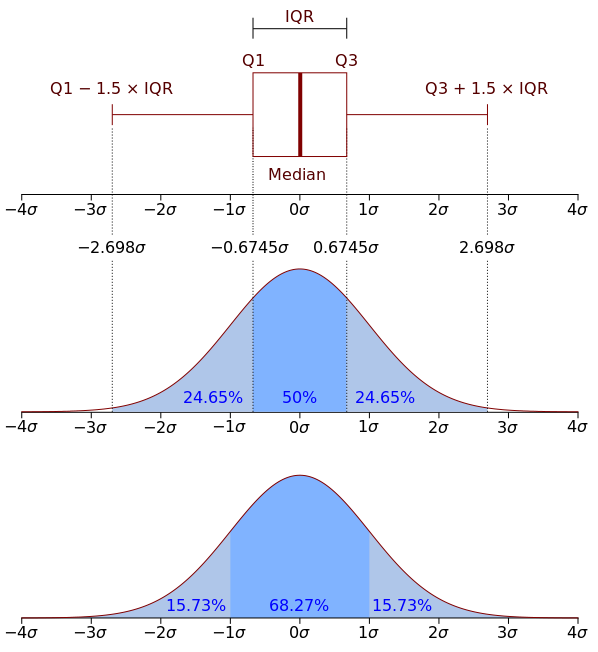 IQR
Q1 Q3
Q1 − 1.5 × IQR Q3 + 1.5 × IQR
Median
−4σ −3σ −2σ −1σ 0σ 1σ 2σ 3σ 4σ
−2.698σ −0.6745σ 0.6745σ 2.698σ
24.65% 50% 24.65%
−4σ −3σ −2σ −1σ 0σ 1σ 2σ 3σ 4σ
15.73% 68.27% 15.73%
−4σ −3σ −2σ −1σ 0σ 1σ 2σ 3σ 4σ